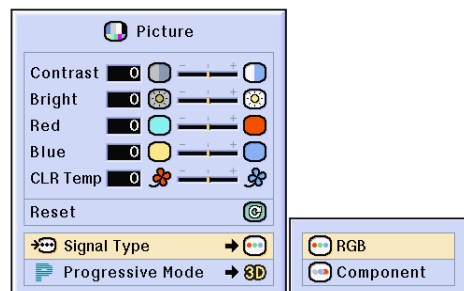 Picture
Contrast 0
Bright 0
Red 0
Blue 0
CLR Temp 0
Reset
Signal Type
RGB
P Progressive Mode 3D
Component